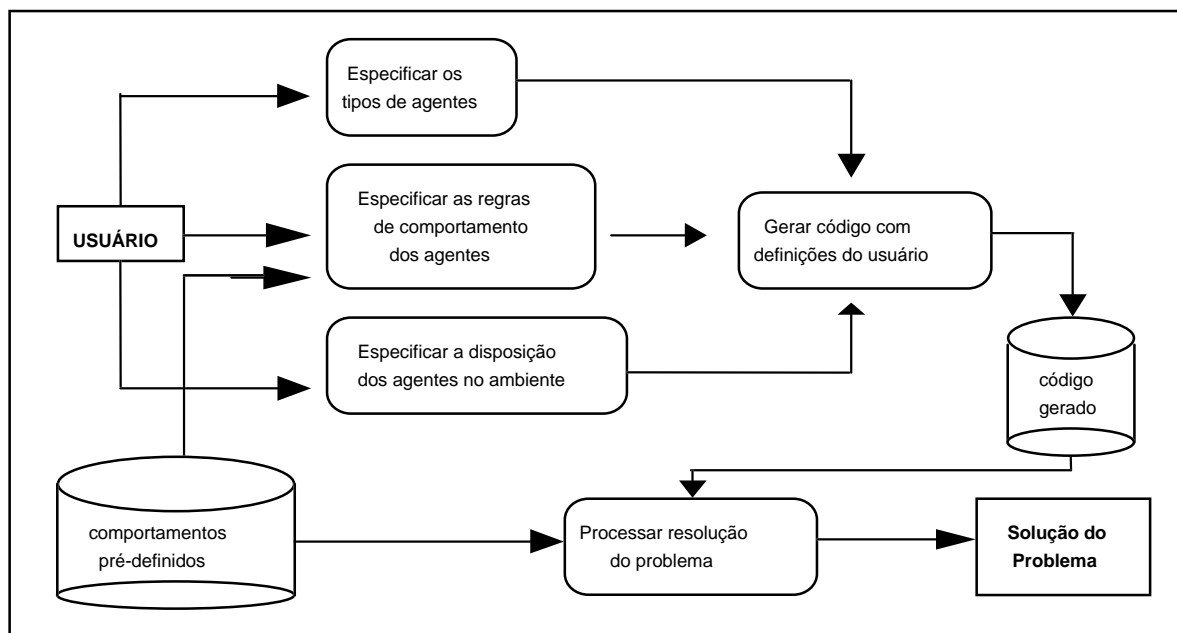 Especificar os
tipos de agentes
Especificar as regras
de comportamento
dos agentes
USUÁRIO
Gerar código com
definições do usuário
Especificar a disposição
dos agentes no ambiente
código
gerado
comportamentos
pré-definidos
Processar resolução
do problema
Solução do
Problema